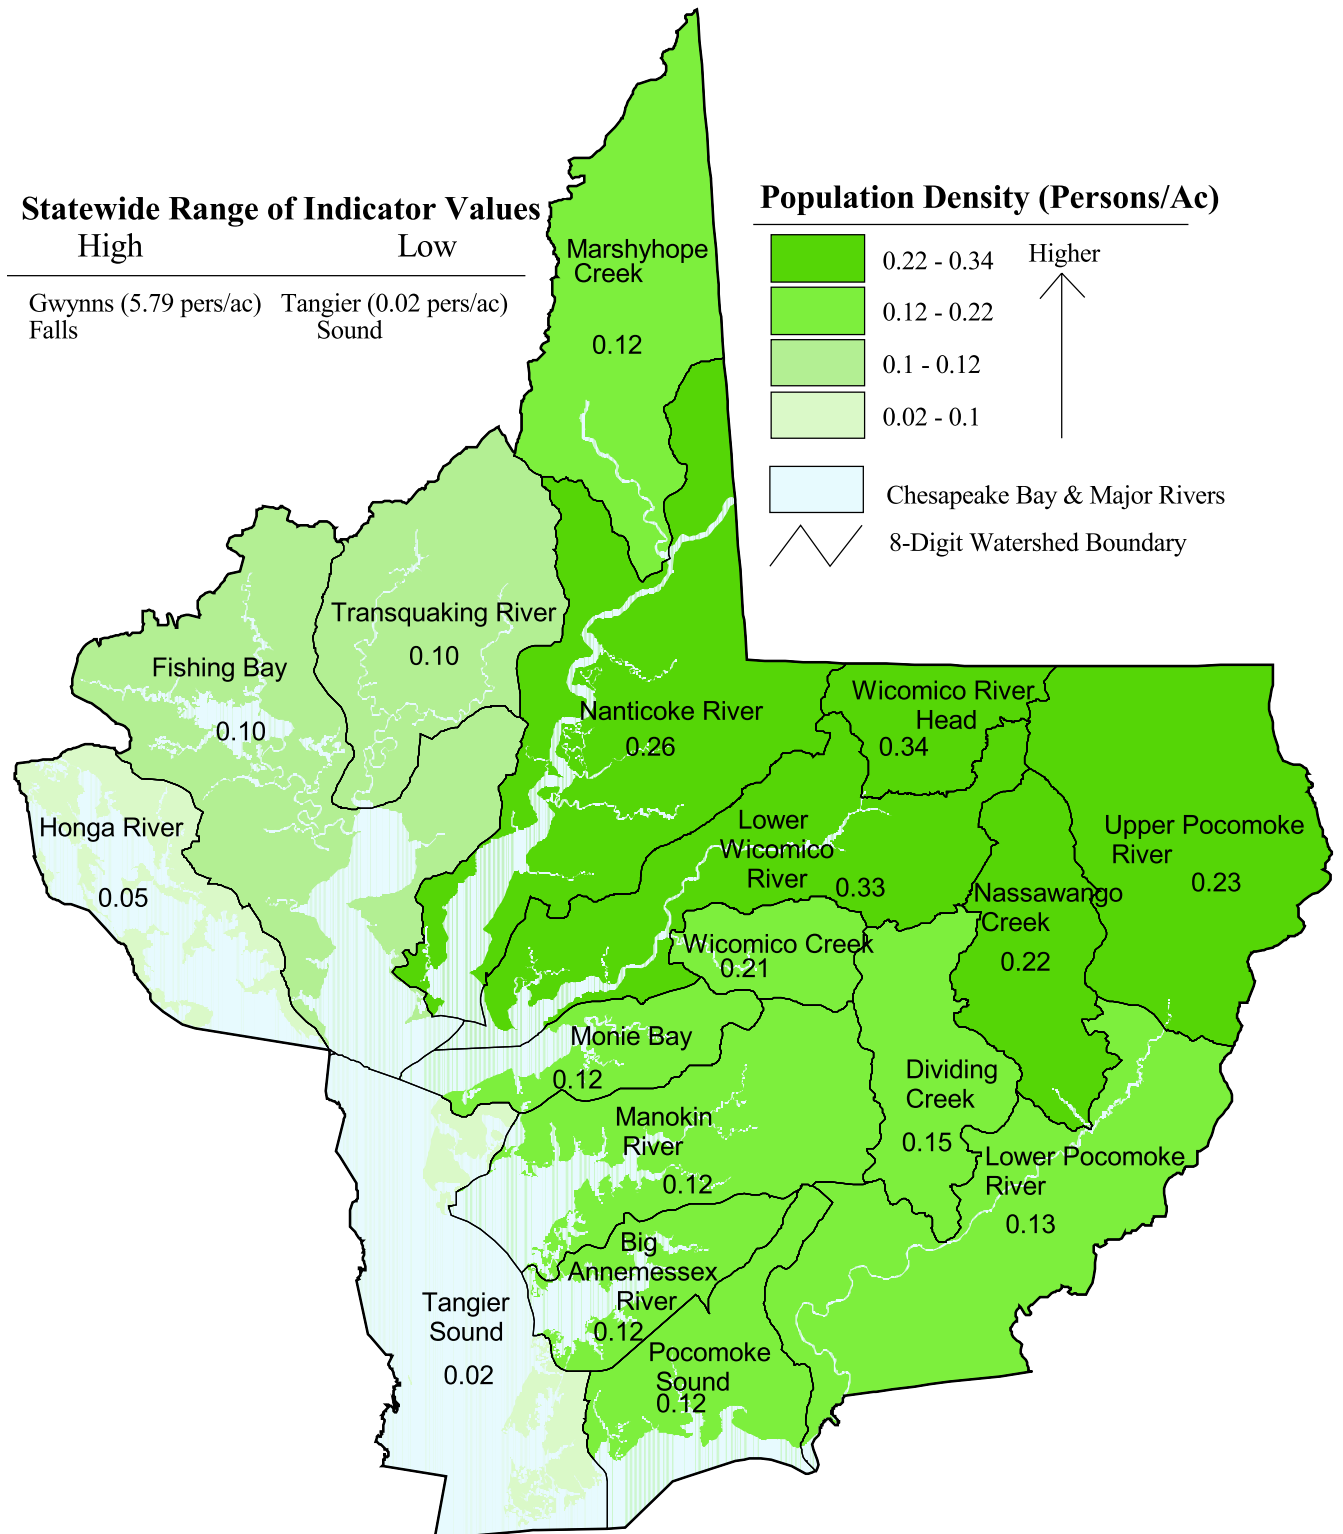 Statewide Range of Indicator Values
High Low
Gwynns (5.79 pers/ac) Tangier (0.02 pers/ac)
Falls Sound
Population Density (Persons/Ac)
0.22 - 0.34
0.12 - 0.22
0.1 - 0.12
0.02 - 0.1
Higher
Chesapeake Bay & Major Rivers
8-Digit Watershed Boundary
Marshyhope
Creek
0.12
Transquaking River
0.10
Fishing Bay
0.10
Nanticoke River
0.26
Wicomico River
Head
0.34
Honga River
0.05
Lower
Wicomico
River
0.33
Upper Pocomoke
River
0.23
Nassawango
Creek
0.22
Wicomico Creek
0.21
Monie Bay
0.12
Dividing
Creek
0.15
Manokin
River
0.12
Lower Pocomoke
River
0.13
Big
Annemessex
River
0.12
Tangier
Sound
0.02
Pocomoke
Sound
0.12